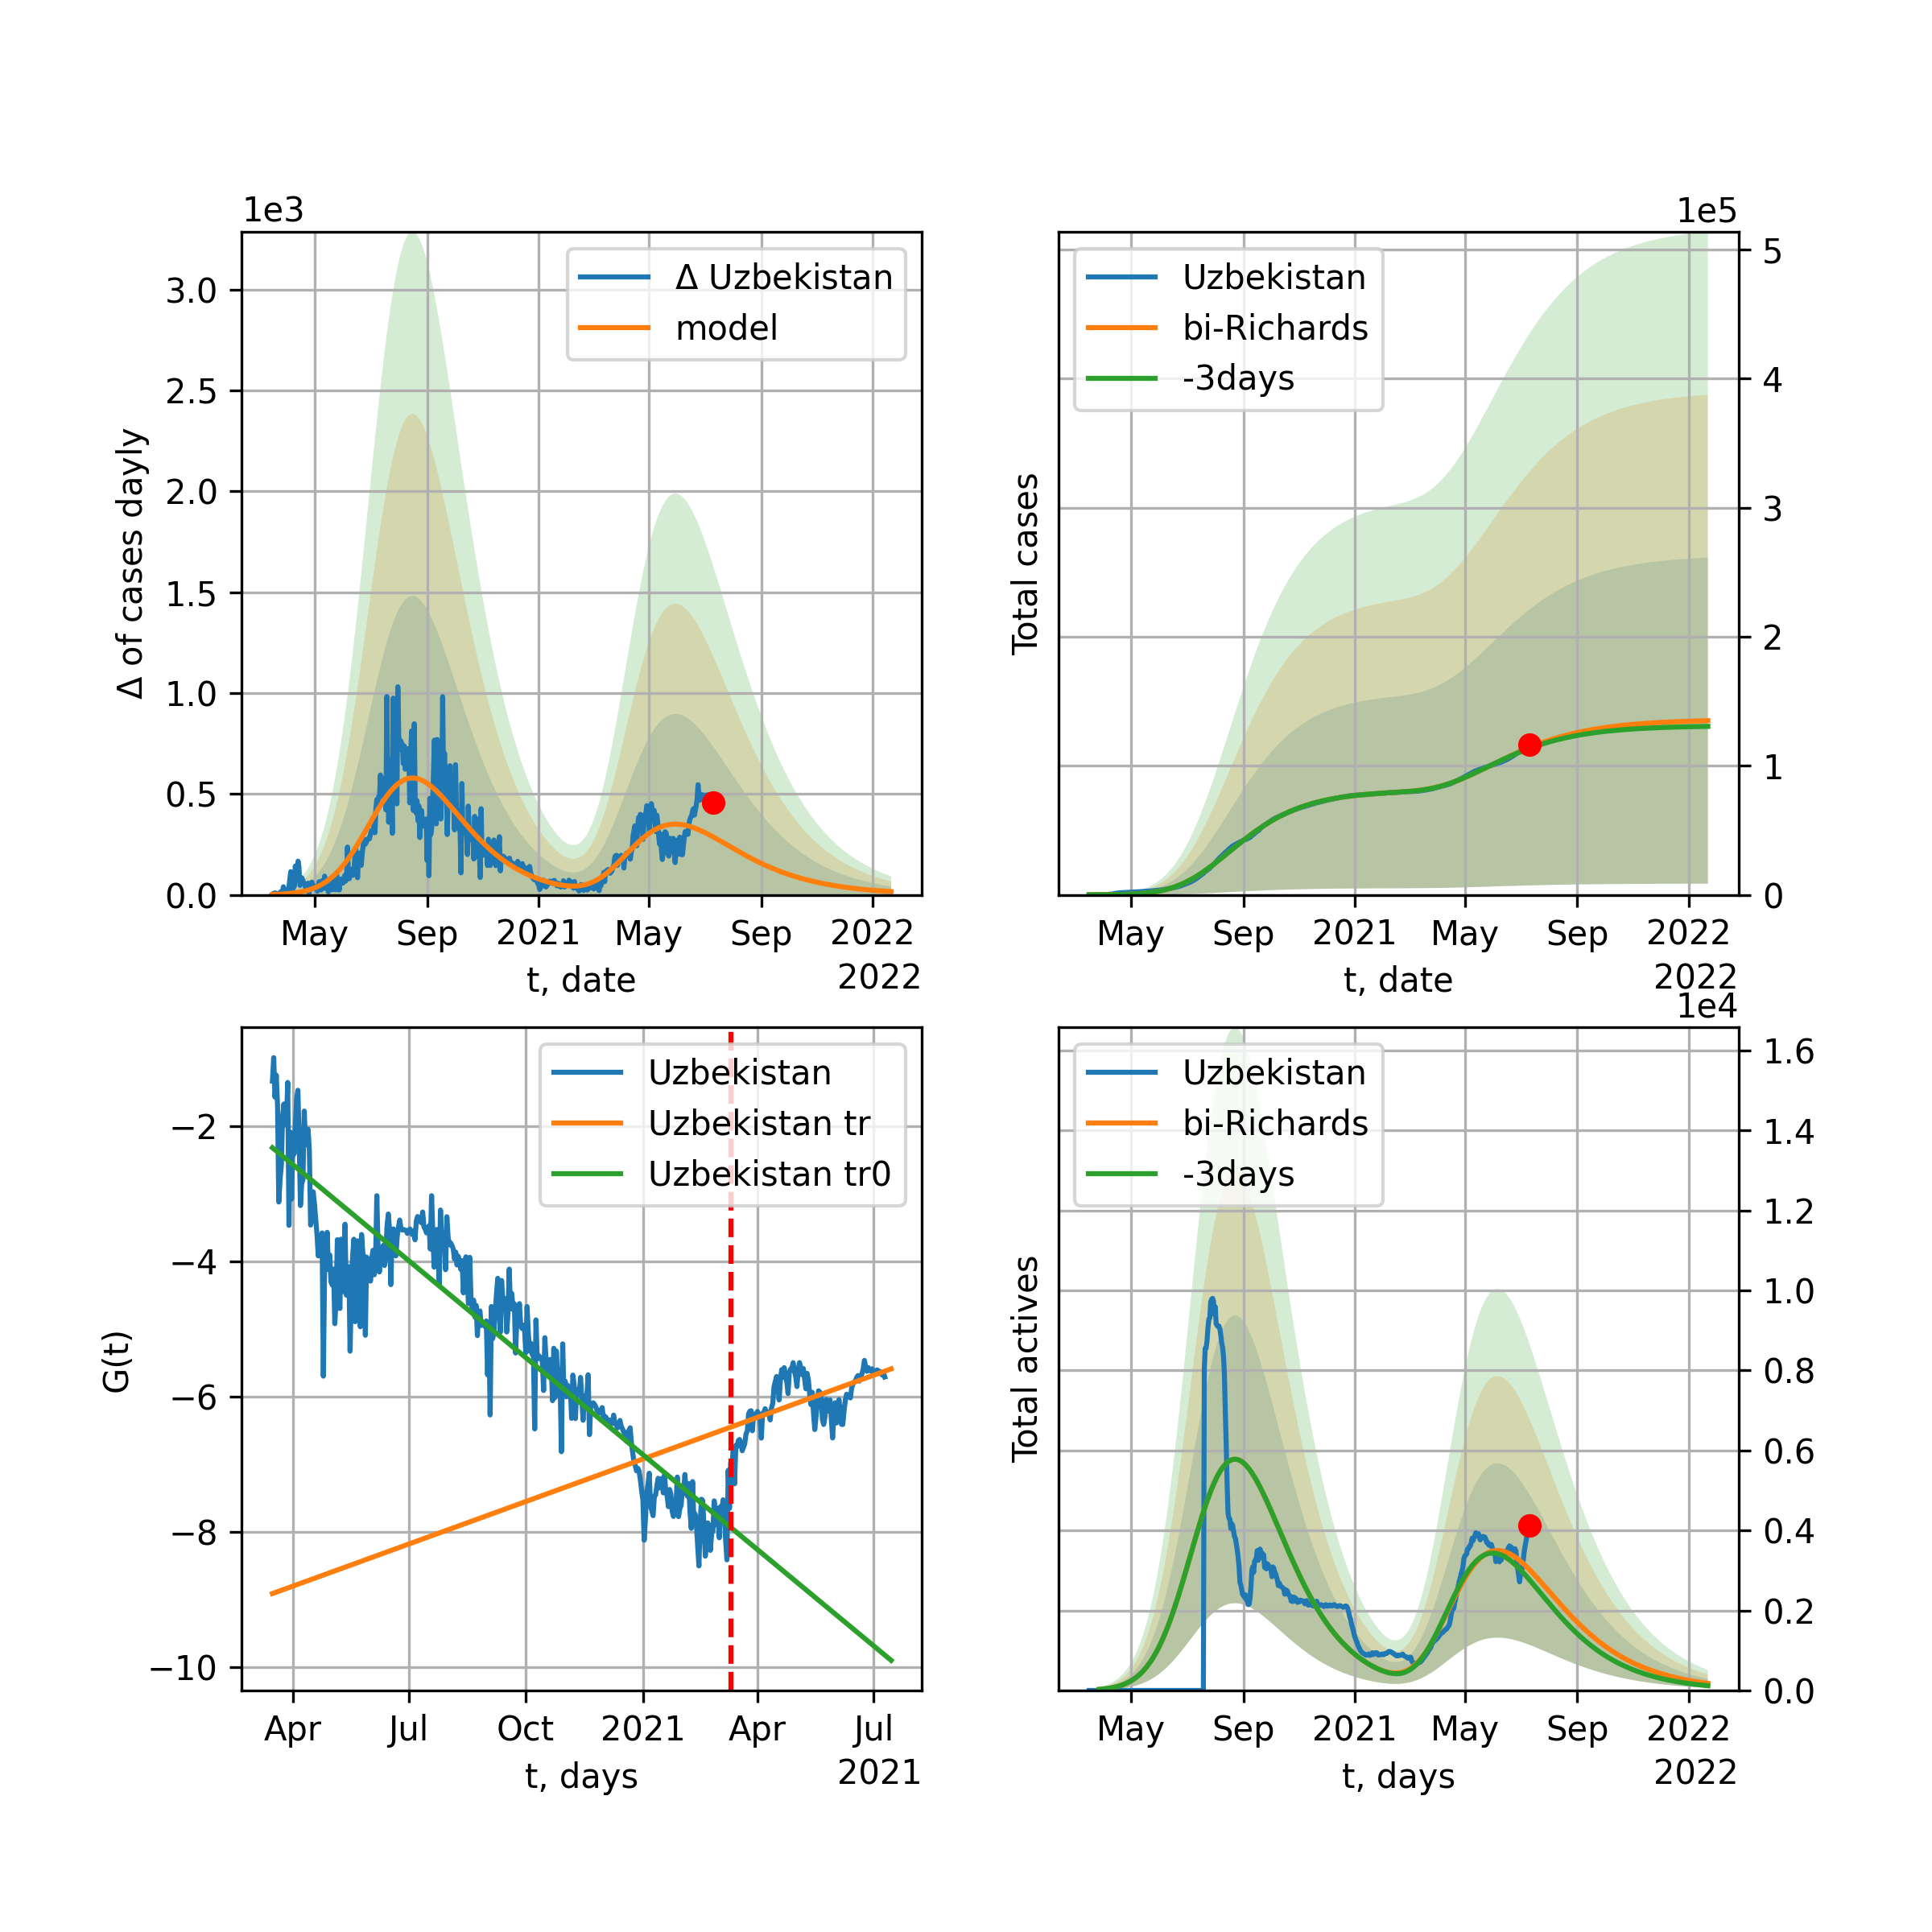 1e3
3.0
2.5
2.0
1.5
1.0
0.5
0.0
Δ of cases dayly
Δ Uzbekistan
model
May Sep 2021 May Sep 2022
t, date 2022
1e5
Total cases
Uzbekistan
bi-Richards
-3days
5
4
3
2
1
0
May Sep 2021 May Sep 2022
t, date 2022
G(t)
−2
−4
−6
−8
−10
Uzbekistan
Uzbekistan tr
Uzbekistan tr0
Apr Jul Oct 2021 Apr Jul
t, days 2021
1e4
Total actives
Uzbekistan
bi-Richards
-3days
1.6
1.4
1.2
1.0
0.8
0.6
0.4
0.2
0.0
May Sep 2021 May Sep 2022
t, days 2022